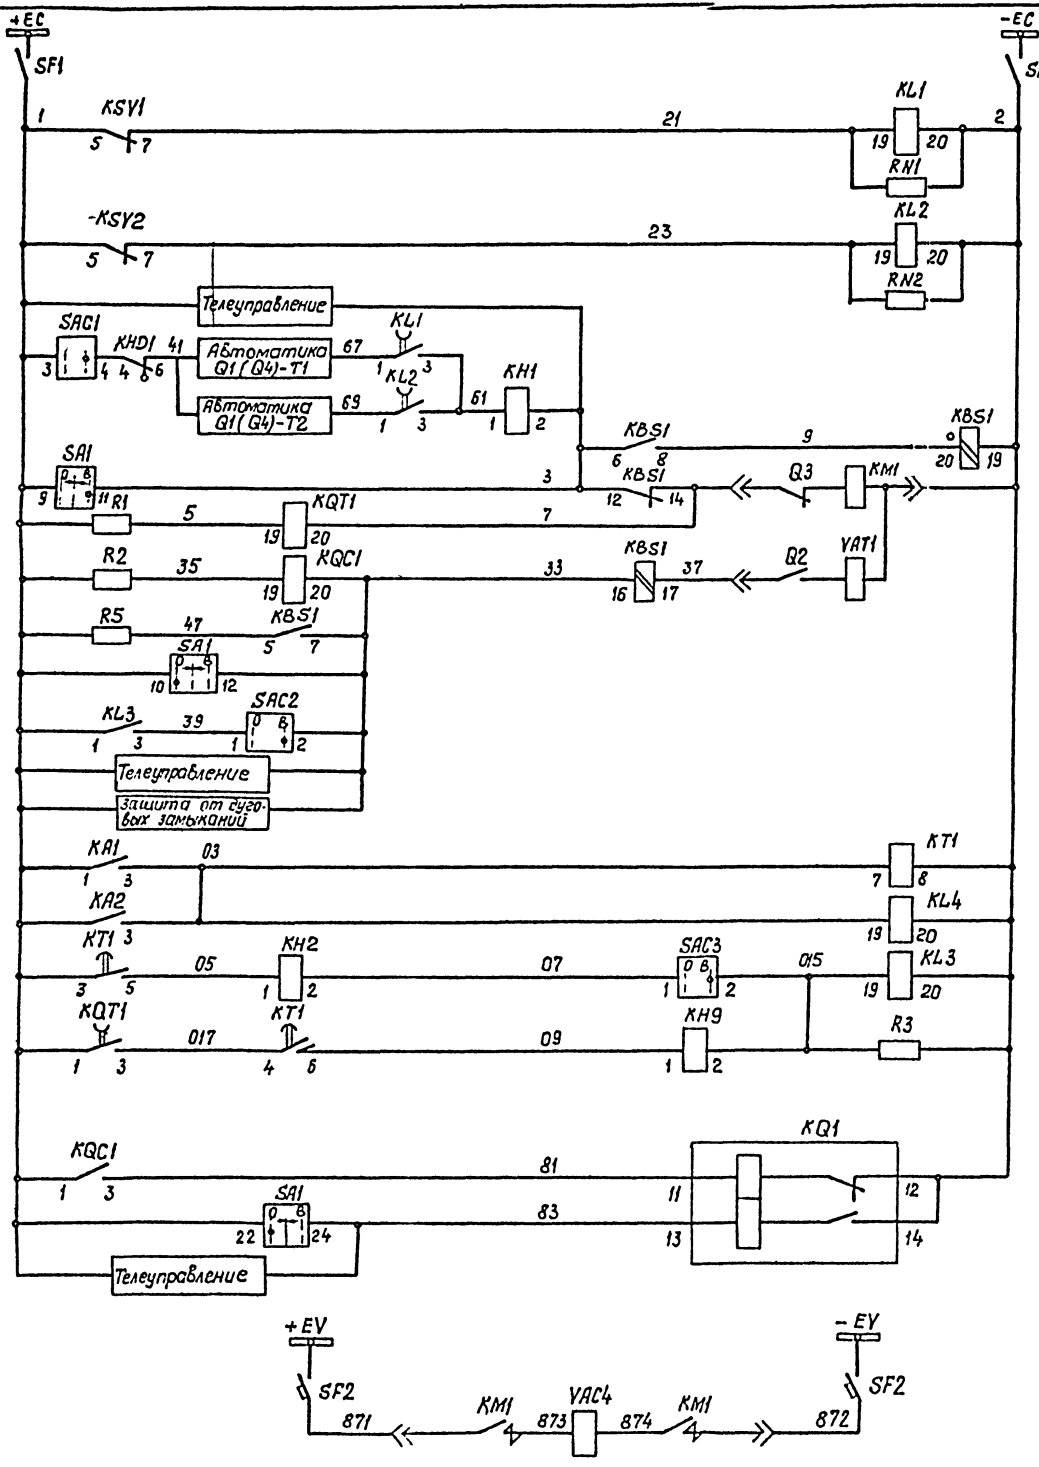 +EC
-EC
SF1
1
KSV1
5 7
21
KL1
19 20
2
RN1
-KSV2
5 7
23
KL2
19 20
RN2
Телеуправление
SAC1
3 4
KHD1
4 6
41
Автоматика
Q1(Q4)-T1
67
KL1
1 3
Автоматика
Q1(Q4)-T2
69
KL2
1 3
61
KH1
1 2
KBS1
6 8
9
KBS1
20 19
SA1
O B
9 11
3
KBS1
12 14
Q3
KM1
R1
5
KQT1
19 20
7
R2
35
KQC1
19 20
33
KBS1
16 17
37
Q2
YAT1
R5
47
KBS1
5 7
SA1
O B
10 12
KL3
1 3
39
SAC2
O B
1 2
Телеуправление
Защита от дуго-
вых замыканий
KA1
1 3
03
KT1
7 8
KA2
3
KL4
19 20
KT1
3 5
05
KH2
1 2
07
SAC3
O B
1 2
015
KL3
19 20
KQT1
1 3
017
KT1
4 6
09
KH9
1 2
R3
KQC1
1 3
81
KQ1
11 12
SA1
O B
22 24
83
13 14
Телеуправление
+EV
-EV
SF2
SF2
871
KM1
873
YAC4
874
KM1
872